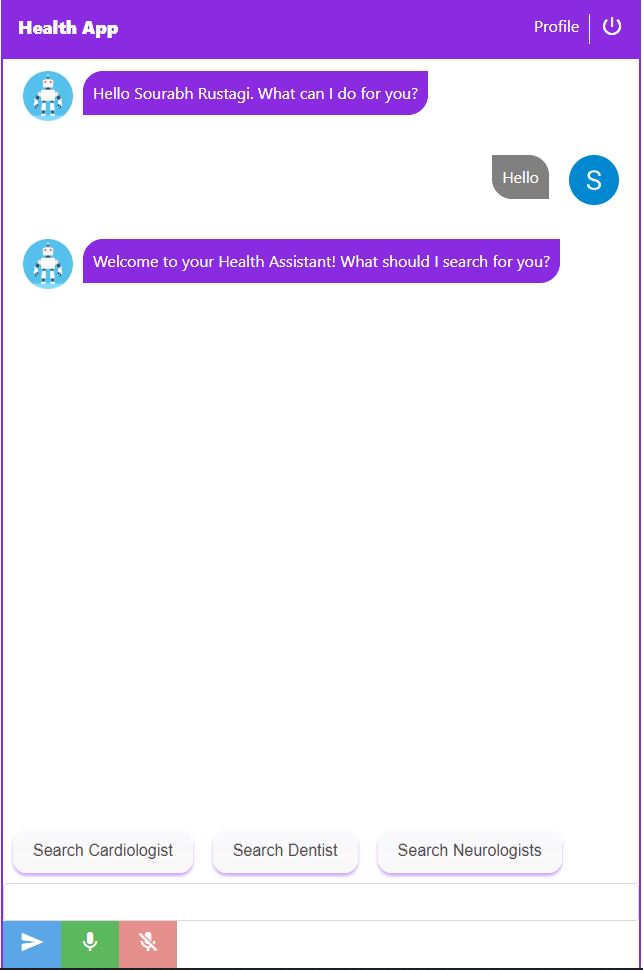 Health App
Profile
Hello Sourabh Rustagi. What can I do for you?
Hello
S
Welcome to your Health Assistant! What should I search for you?
Search Cardiologist
Search Dentist
Search Neurologists